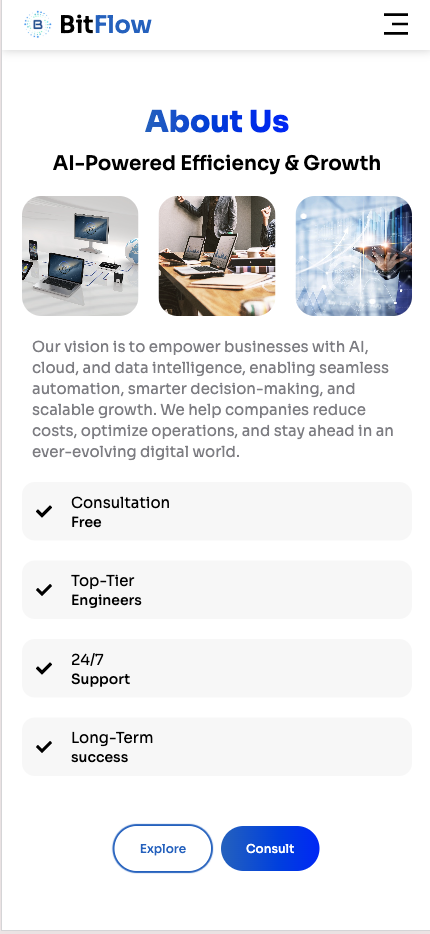 B BitFlow
About Us
AI-Powered Efficiency & Growth
Our vision is to empower businesses with AI,
cloud, and data intelligence, enabling seamless
automation, smarter decision-making, and
scalable growth. We help companies reduce
costs, optimize operations, and stay ahead in an
ever-evolving digital world.
Consultation
Free
Top-Tier
Engineers
24/7
Support
Long-Term
success
Explore
Consult